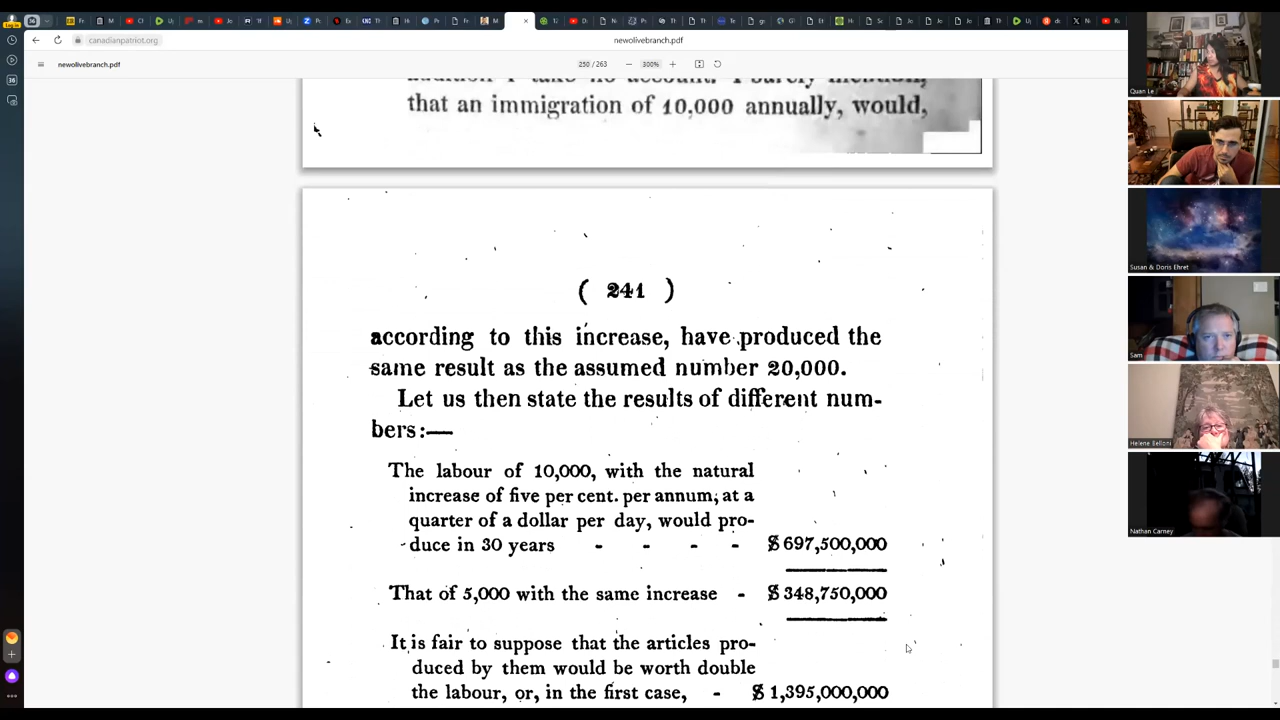 canadianpatriot.org
newolivebranch.pdf
newolivebranch.pdf
250 / 263
300%
that an immigration of 10,000 annually, would,
( 241 )
according to this increase, have produced the
same result as the assumed number 20,000.
Let us then state the results of different num-
bers:—
The labour of 10,000, with the natural
increase of five per cent. per annum, at a
quarter of a dollar per day, would pro-
duce in 30 years - - - - $ 697,500,000
That of 5,000 with the same increase - $ 348,750,000
It is fair to suppose that the articles pro-
duced by them would be worth double
the labour, or, in the first case, - $ 1,395,000,000
Quan Le
Susan & Doris Ehret
Sam
Helene Belloni
Nathan Carney